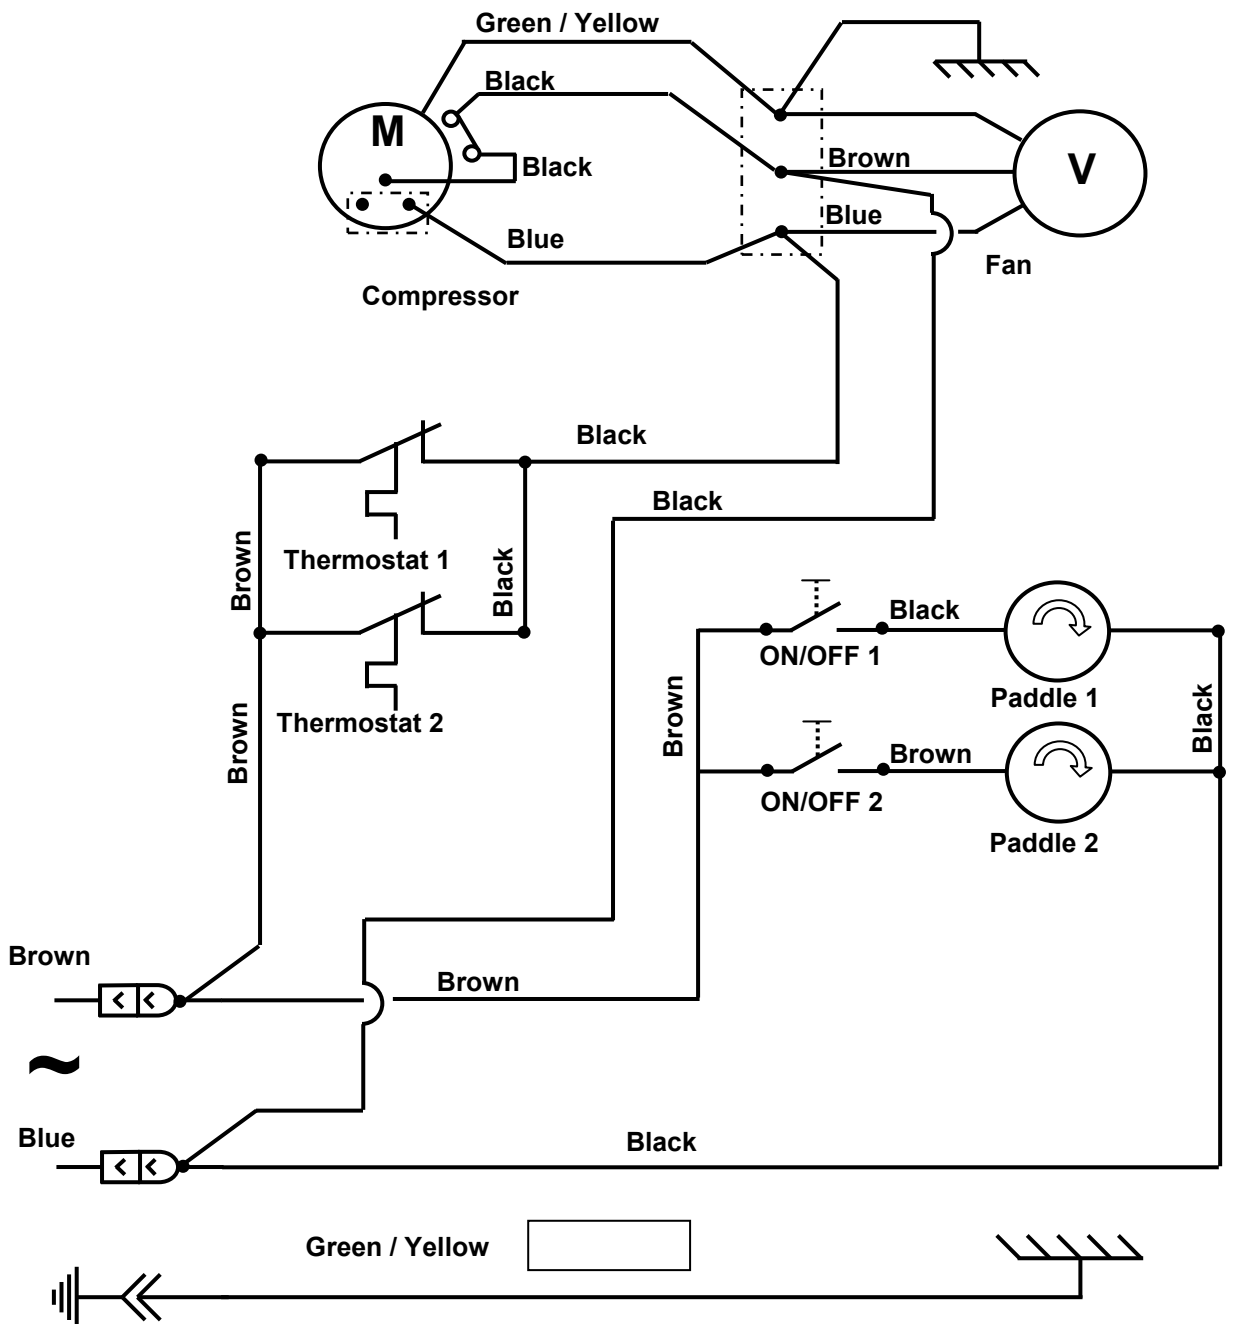 Green / Yellow
Black
M
Black
Brown
V
Blue
Blue
Fan
Compressor
Black
Black
Brown
Thermostat 1
Black
Black
ON/OFF 1
Paddle 1
Brown
Thermostat 2
Brown
Black
Brown
ON/OFF 2
Paddle 2
Brown
Brown
~
Blue
Black
Green / Yellow